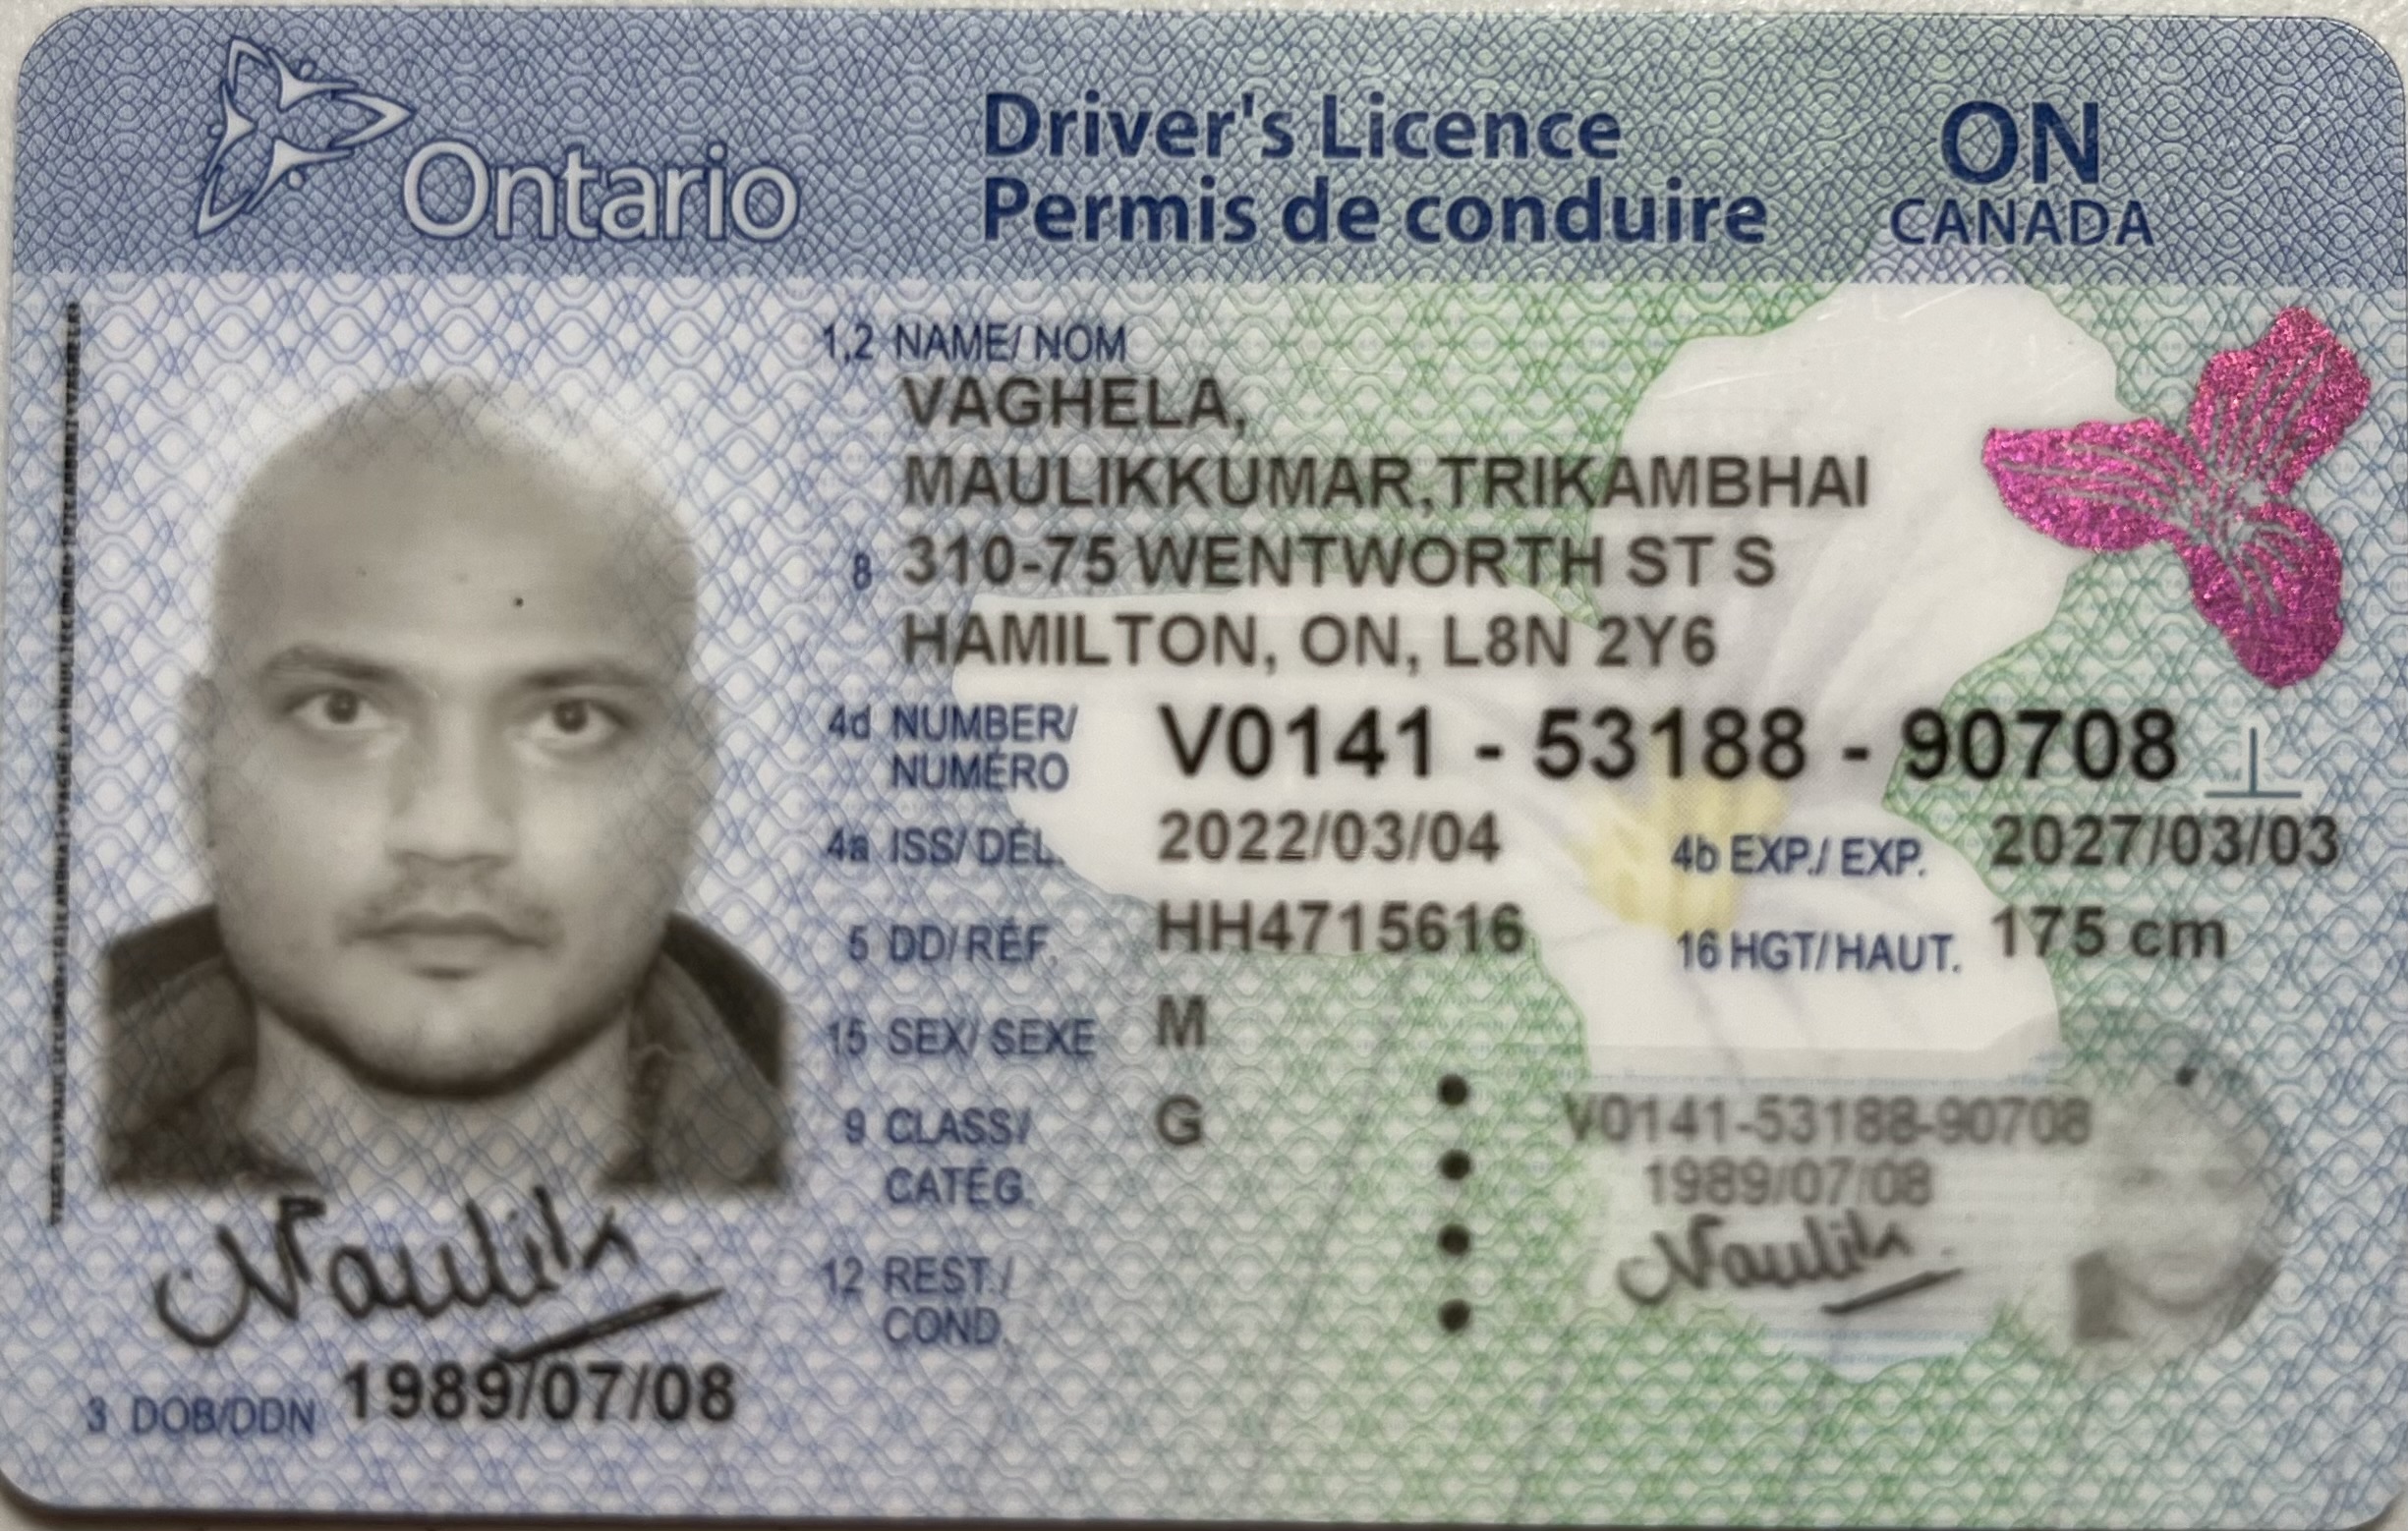 Ontario
Driver's Licence
Permis de conduire
ON
CANADA
1,2 NAME/ NOM
VAGHELA,
MAULIKKUMAR,TRIKAMBHAI
8 310-75 WENTWORTH ST S
HAMILTON, ON, L8N 2Y6
4d NUMBER/
NUMÉRO
V0141 - 53188 - 90708
4a ISS/ DÉL. 2022/03/04
4b EXP./ EXP. 2027/03/03
5 DD/ RÉF. HH4715616
16 HGT/ HAUT. 175 cm
15 SEX/ SEXE M
9 CLASS/
CATÉG.
G
12 REST./
COND.
V0141-53188-90708
1989/07/08
Maulik
Maulik
3 DOB/DDN 1989/07/08